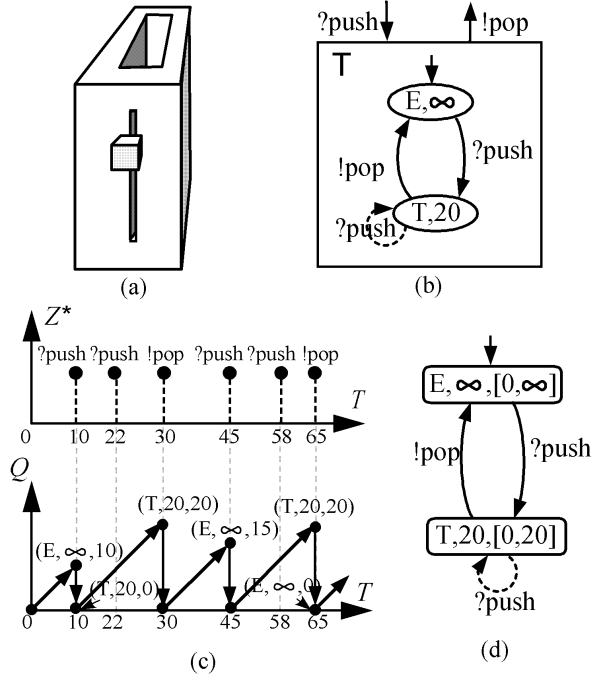 ?push
!pop
T
E,∞
?push
!pop
T,20
?push
(a)
(b)
Z*
?push ?push !pop ?push ?push !pop
T
0 10 22 30 45 58 65
Q
(T,20,20)
(T,20,20)
(E, ∞,10)
(E, ∞,15)
(T,20,0)
(E, ∞,0)
T
0 10 22 30 45 58 65
(c)
E, ∞,[0,∞]
!pop
?push
T,20,[0,20]
?push
(d)